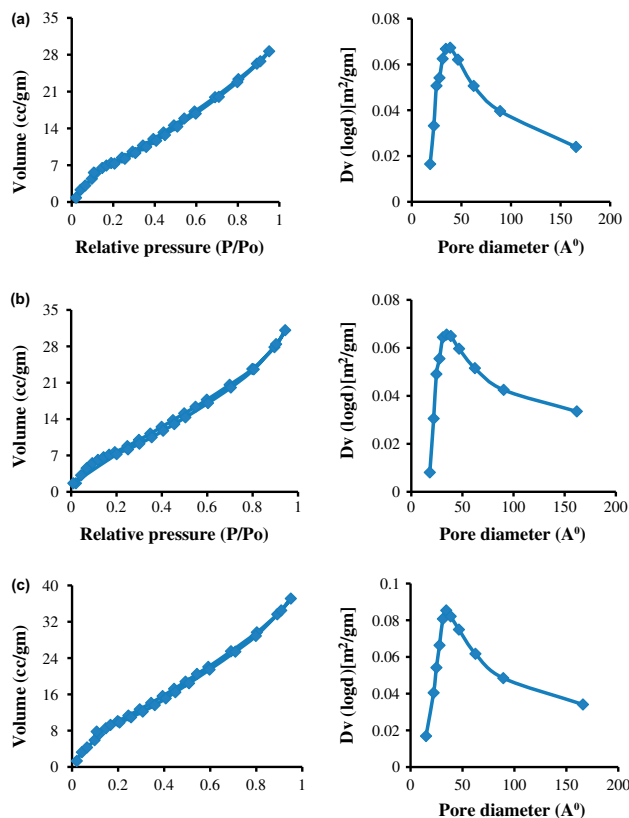 (a)
Volume (cc/gm)
35
28
21
14
7
0
0 0.2 0.4 0.6 0.8 1
Relative pressure (P/Po)
Dv (logd)[m²/gm]
0.08
0.06
0.04
0.02
0
0 50 100 150 200
Pore diameter (A⁰)
(b)
Volume (cc/gm)
35
28
21
14
7
0
0 0.2 0.4 0.6 0.8 1
Relative pressure (P/Po)
Dv (logd)[m²/gm]
0.08
0.06
0.04
0.02
0
0 50 100 150 200
Pore diameter (A⁰)
(c)
Volume (cc/gm)
40
32
24
16
8
0
0 0.2 0.4 0.6 0.8 1
Dv (logd)[m²/gm]
0.1
0.08
0.06
0.04
0.02
0
0 50 100 150 200
Pore diameter (A⁰)